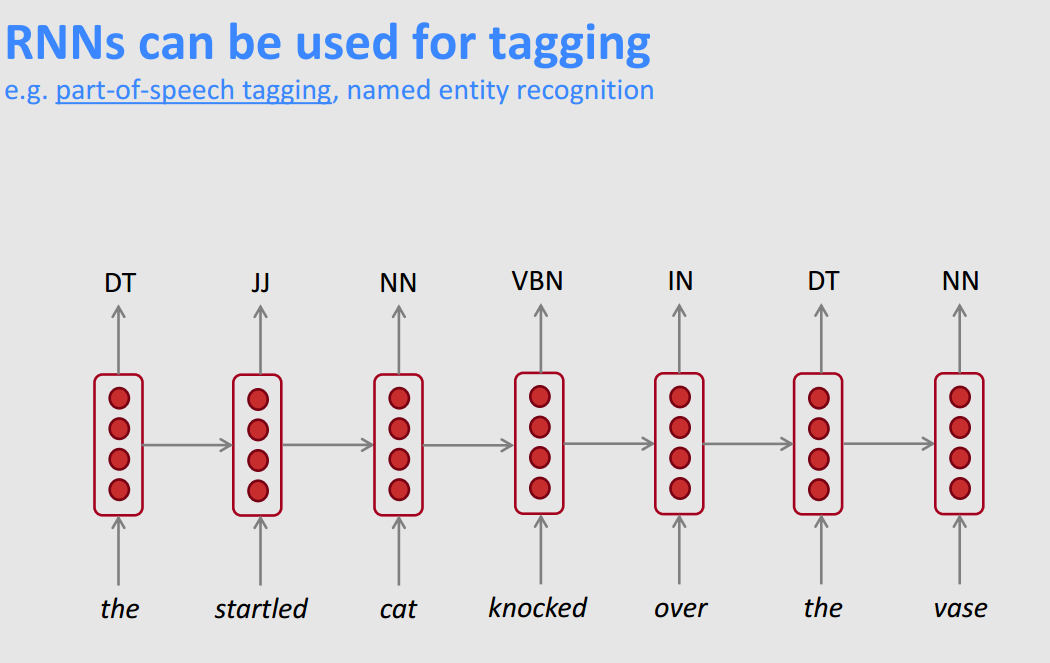 RNNs can be used for tagging
e.g. part-of-speech tagging, named entity recognition
DT JJ NN VBN IN DT NN
the startled cat knocked over the vase